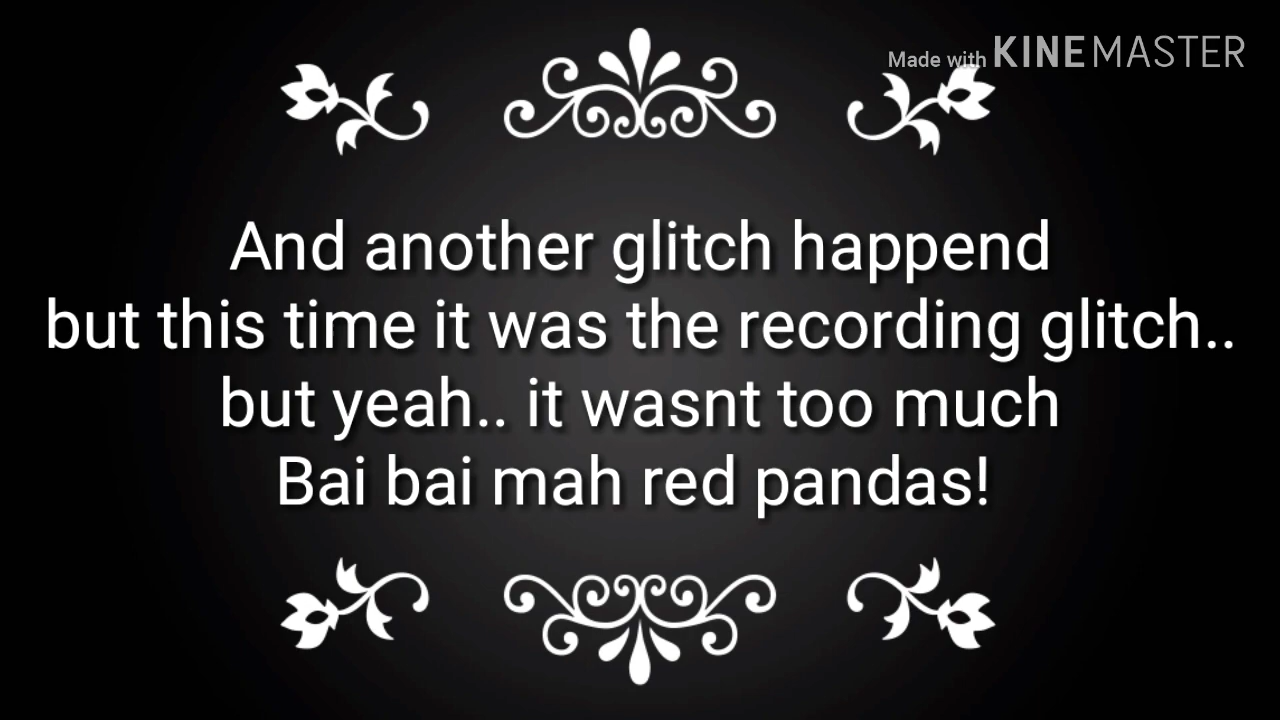 Made with KINEMASTER
And another glitch happend
but this time it was the recording glitch..
but yeah.. it wasnt too much
Bai bai mah red pandas!